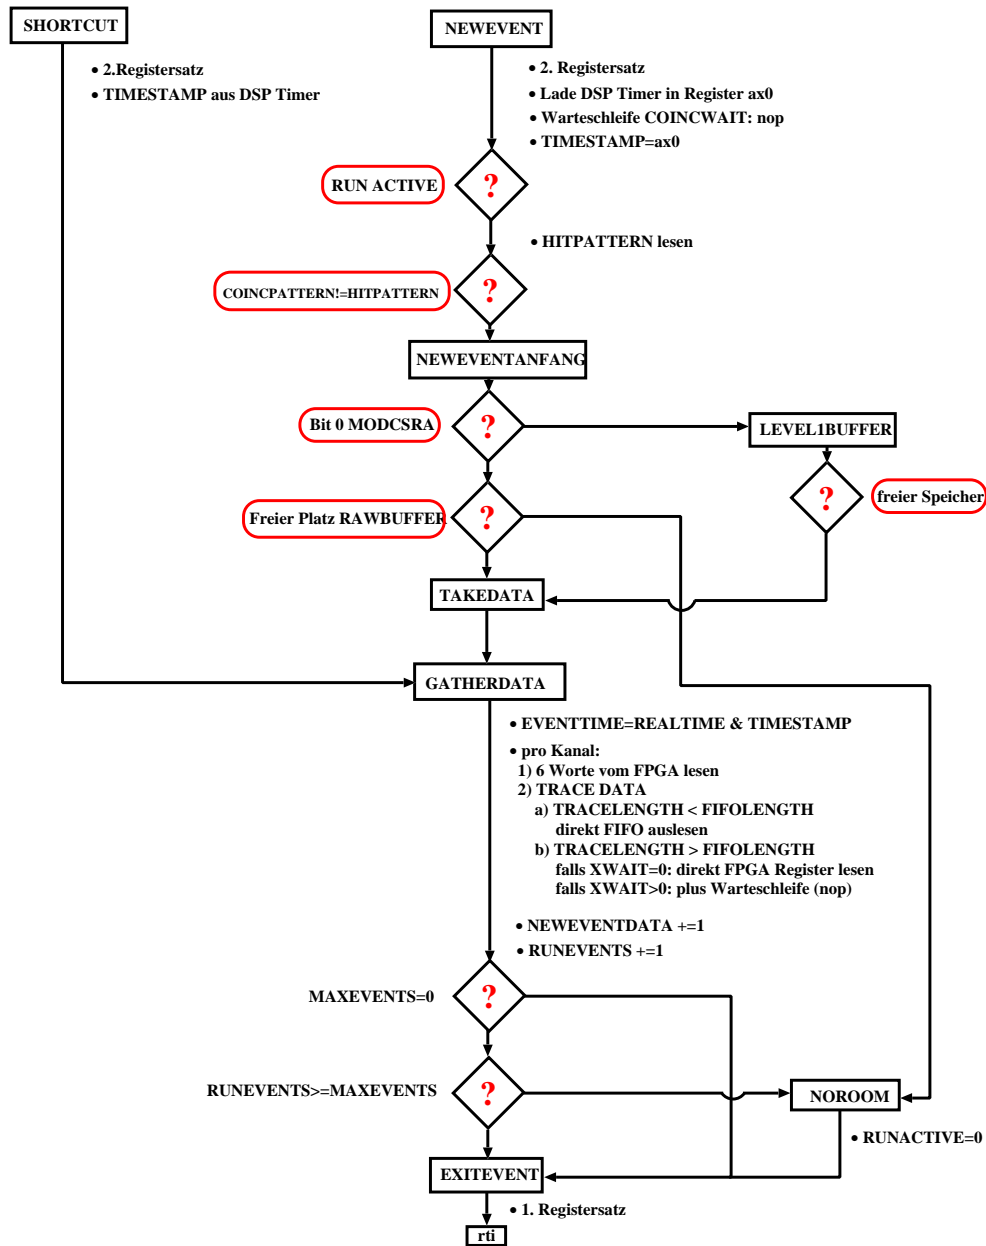 SHORTCUT
NEWEVENT
• 2.Registersatz
• TIMESTAMP aus DSP Timer
• 2. Registersatz
• Lade DSP Timer in Register ax0
• Warteschleife COINCWAIT: nop
• TIMESTAMP=ax0
RUN ACTIVE
?
• HITPATTERN lesen
COINCPATTERN!=HITPATTERN
?
NEWEVENTANFANG
Bit 0 MODCSRA
?
LEVEL1BUFFER
?
freier Speicher
Freier Platz RAWBUFFER
?
TAKEDATA
GATHERDATA
• EVENTTIME=REALTIME & TIMESTAMP
• pro Kanal:
1) 6 Worte vom FPGA lesen
2) TRACE DATA
a) TRACELENGTH < FIFOLENGTH
direkt FIFO auslesen
b) TRACELENGTH > FIFOLENGTH
falls XWAIT=0: direkt FPGA Register lesen
falls XWAIT>0: plus Warteschleife (nop)
• NEWEVENTDATA +=1
• RUNEVENTS +=1
MAXEVENTS=0
?
RUNEVENTS>=MAXEVENTS
?
NOROOM
• RUNACTIVE=0
EXITEVENT
• 1. Registersatz
rti